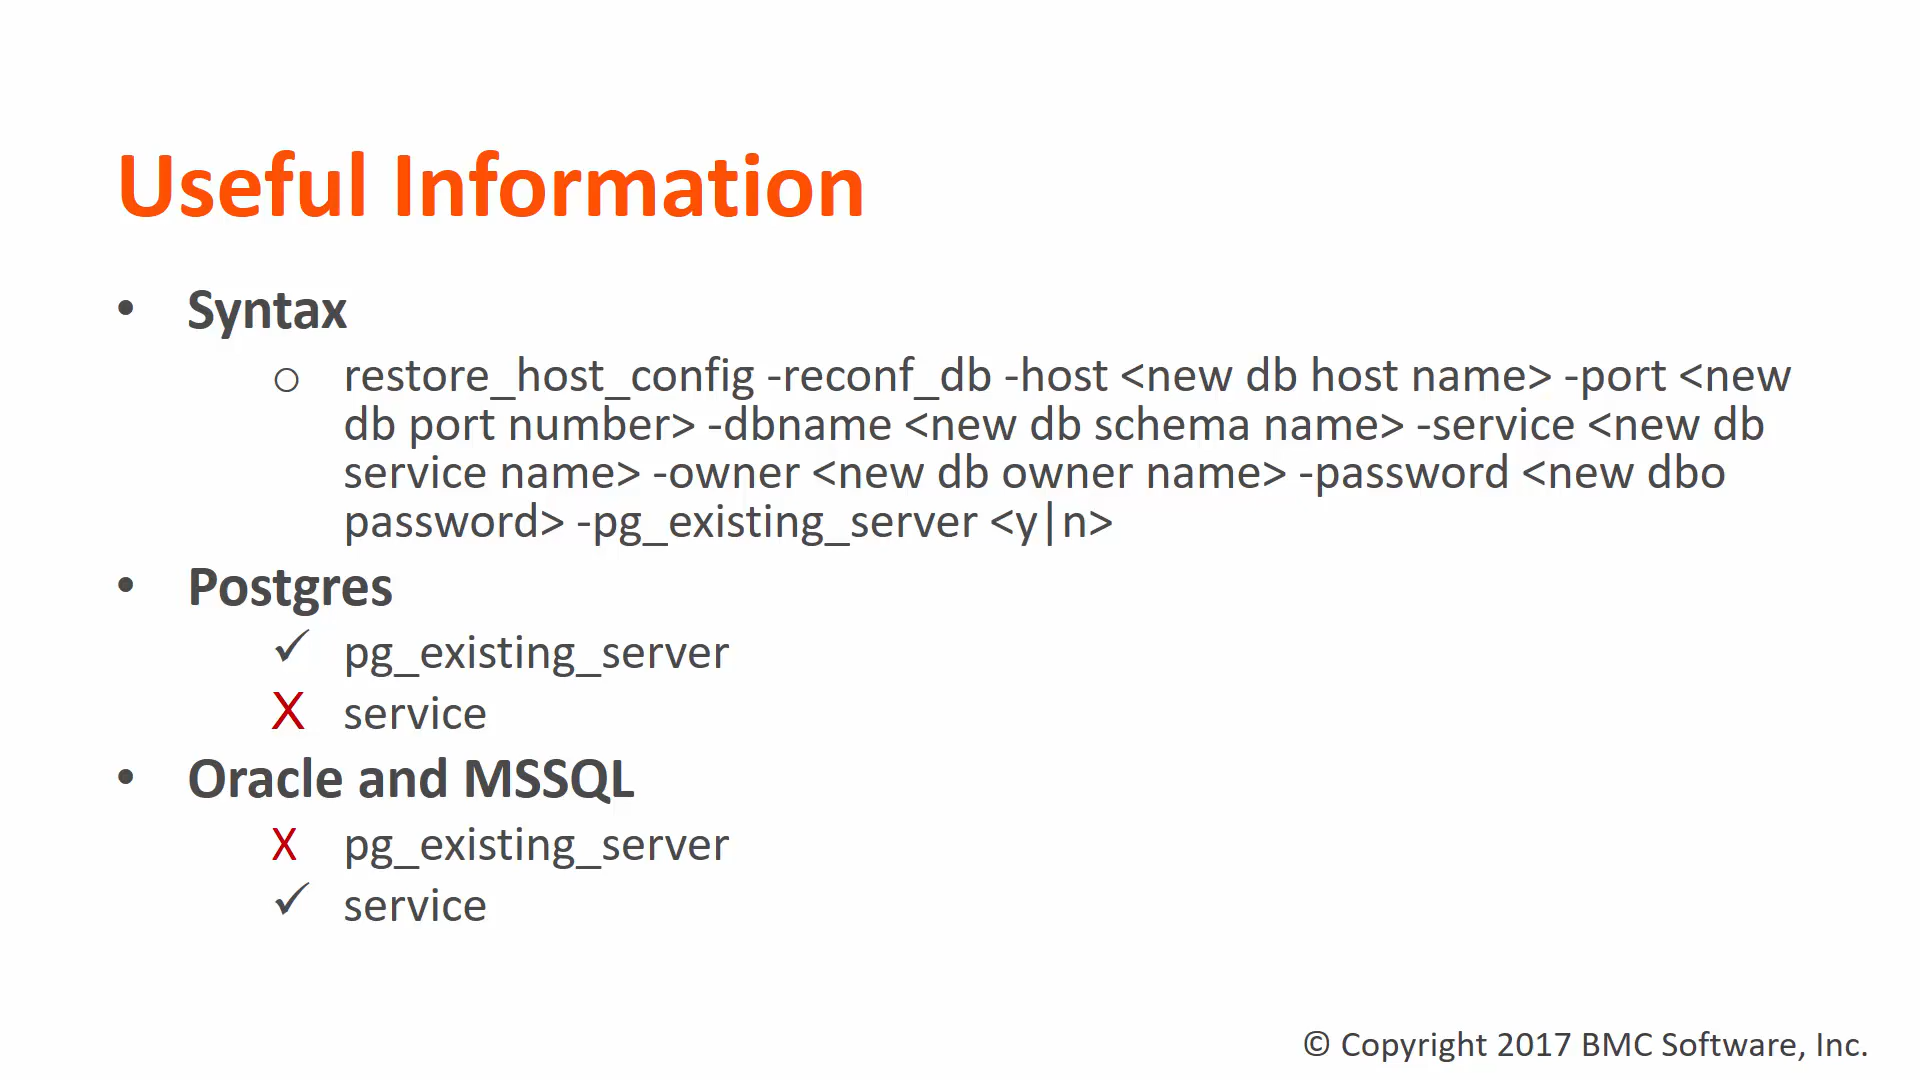 Useful Information
• Syntax
o restore_host_config -reconf_db -host <new db host name> -port <new
db port number> -dbname <new db schema name> -service <new db
service name> -owner <new db owner name> -password <new dbo
password> -pg_existing_server <y|n>
• Postgres
✓ pg_existing_server
X service
• Oracle and MSSQL
X pg_existing_server
✓ service
© Copyright 2017 BMC Software, Inc.